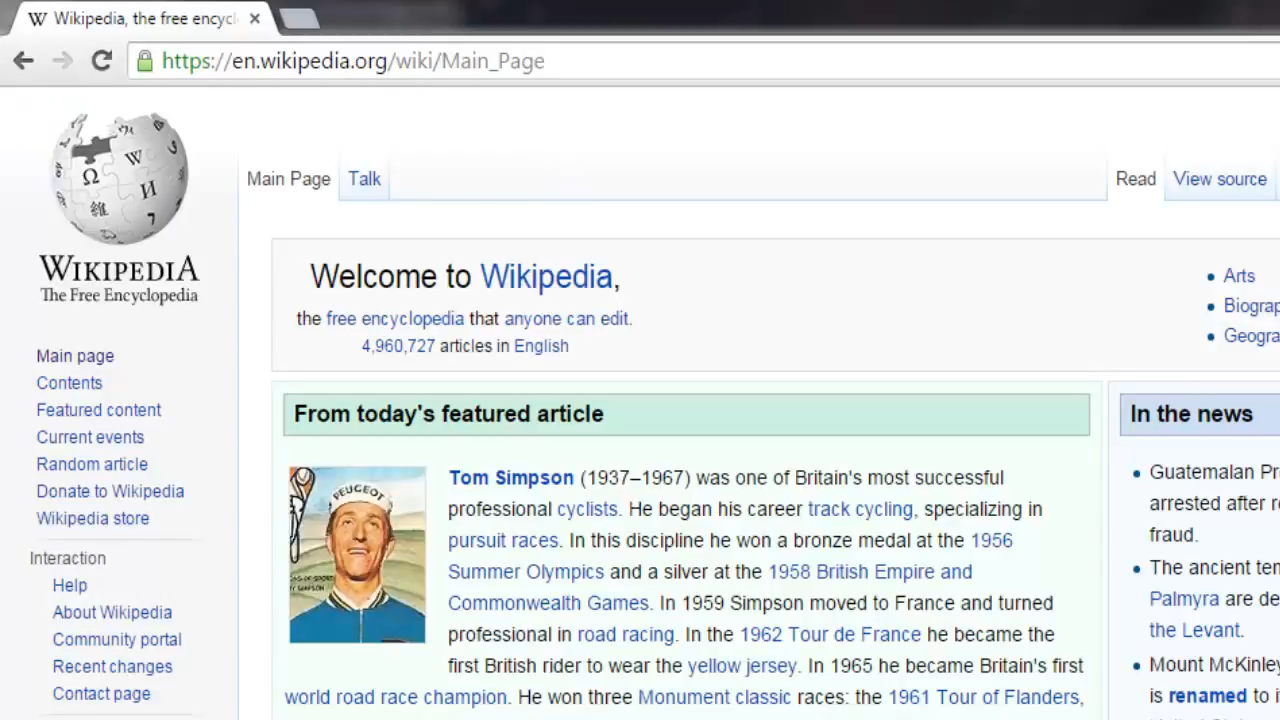 Wikipedia, the free encycl
https://en.wikipedia.org/wiki/Main_Page
WIKIPEDIA
The Free Encyclopedia
Main Page
Talk
Read
View source
Welcome to Wikipedia,
the free encyclopedia that anyone can edit.
4,960,727 articles in English
Arts
Biograp
Geogra
Main page
Contents
Featured content
Current events
Random article
Donate to Wikipedia
Wikipedia store
Interaction
Help
About Wikipedia
Community portal
Recent changes
Contact page
From today's featured article
PEUGEOT
Tom Simpson (1937–1967) was one of Britain's most successful
professional cyclists. He began his career track cycling, specializing in
pursuit races. In this discipline he won a bronze medal at the 1956
Summer Olympics and a silver at the 1958 British Empire and
Commonwealth Games. In 1959 Simpson moved to France and turned
professional in road racing. In the 1962 Tour de France he became the
first British rider to wear the yellow jersey. In 1965 he became Britain's first
world road race champion. He won three Monument classic races: the 1961 Tour of Flanders,
In the news
Guatemalan Pr
arrested after re
fraud.
The ancient ten
Palmyra are de
the Levant.
Mount McKinley
is renamed to i